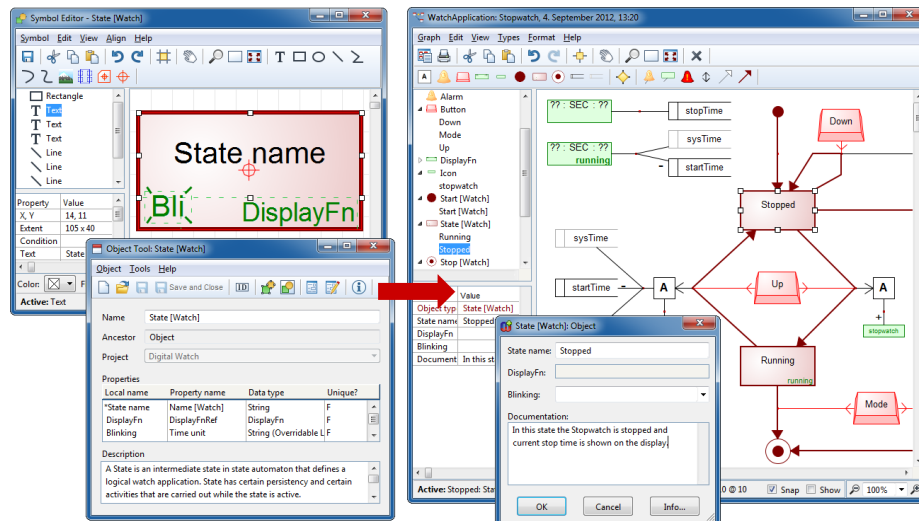 Symbol Editor - State [Watch]
Symbol Edit View Align Help
Rectangle
Text
Text
Text
Line
Line
Line
State name
Bli
DisplayFn
Property Value
X, Y 14, 11
Extent 105 x 40
Condition
Text State
Color: F
Active: Text
Object Tool: State [Watch]
Object Tools Help
Save and Close
Name State [Watch]
Ancestor Object
Project Digital Watch
Properties
Local name Property name Data type Unique?
*State name Name [Watch] String F
DisplayFn DisplayFnRef DisplayFn F
Blinking Time unit String (Overridable L F
Description
A State is an intermediate state in state automaton that defines a
logical watch application. State has certain persistency and certain
activities that are carried out while the state is active.
WatchApplication: Stopwatch, 4. September 2012, 13:20
Graph Edit View Types Format Help
Alarm
Button
Down
Mode
Up
DisplayFn
Icon
stopwatch
Start [Watch]
Start [Watch]
State [Watch]
Running
Stopped
Stop [Watch]
Value
Object typ State [Watch]
State name Stopped
DisplayFn
Blinking
Document In this sta
Active: Stopped: Sta
?? : SEC : ??
stopTime
?? : SEC : ??
running
sysTime
startTime
Down
Stopped
sysTime
startTime
A
Up
A
stopwatch
Running
running
Mode
0 @ 10 Snap Show 100%
State [Watch]: Object
State name: Stopped
DisplayFn:
Blinking:
Documentation:
In this state the Stopwatch is stopped and
current stop time is shown on the display.
OK Cancel Info...